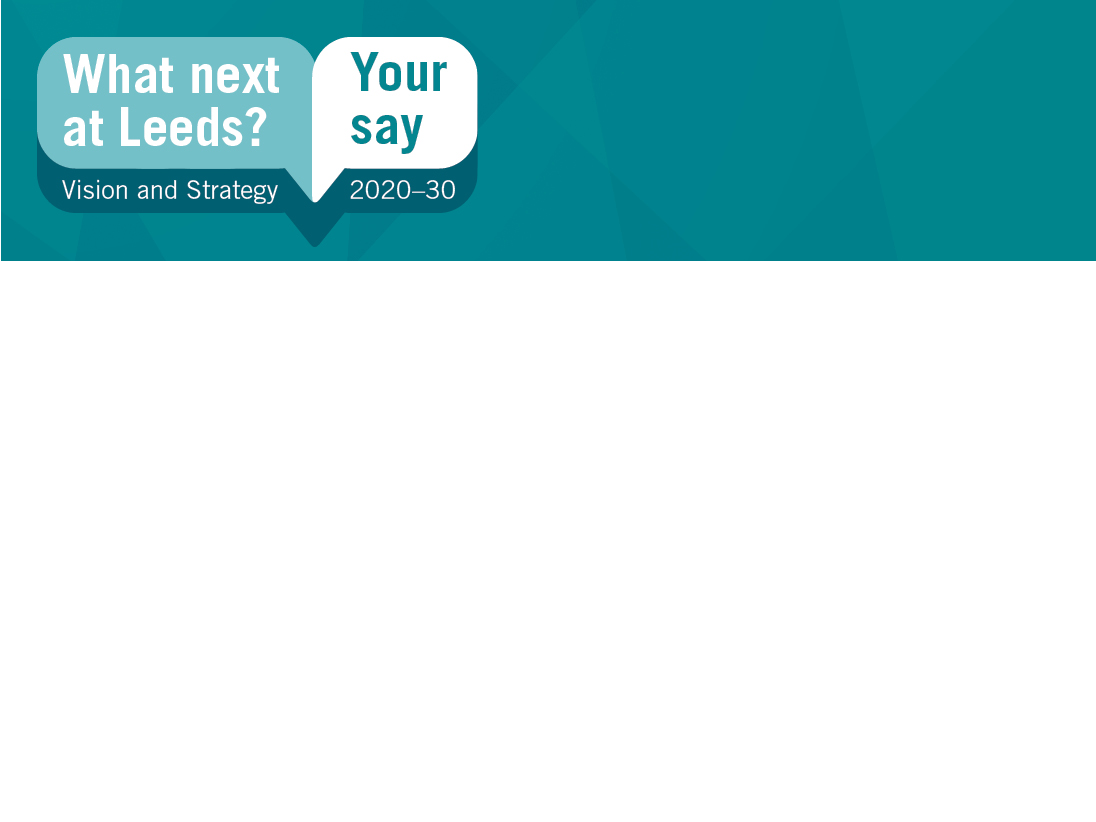 What next
at Leeds?
Vision and Strategy
Your
say
2020–30